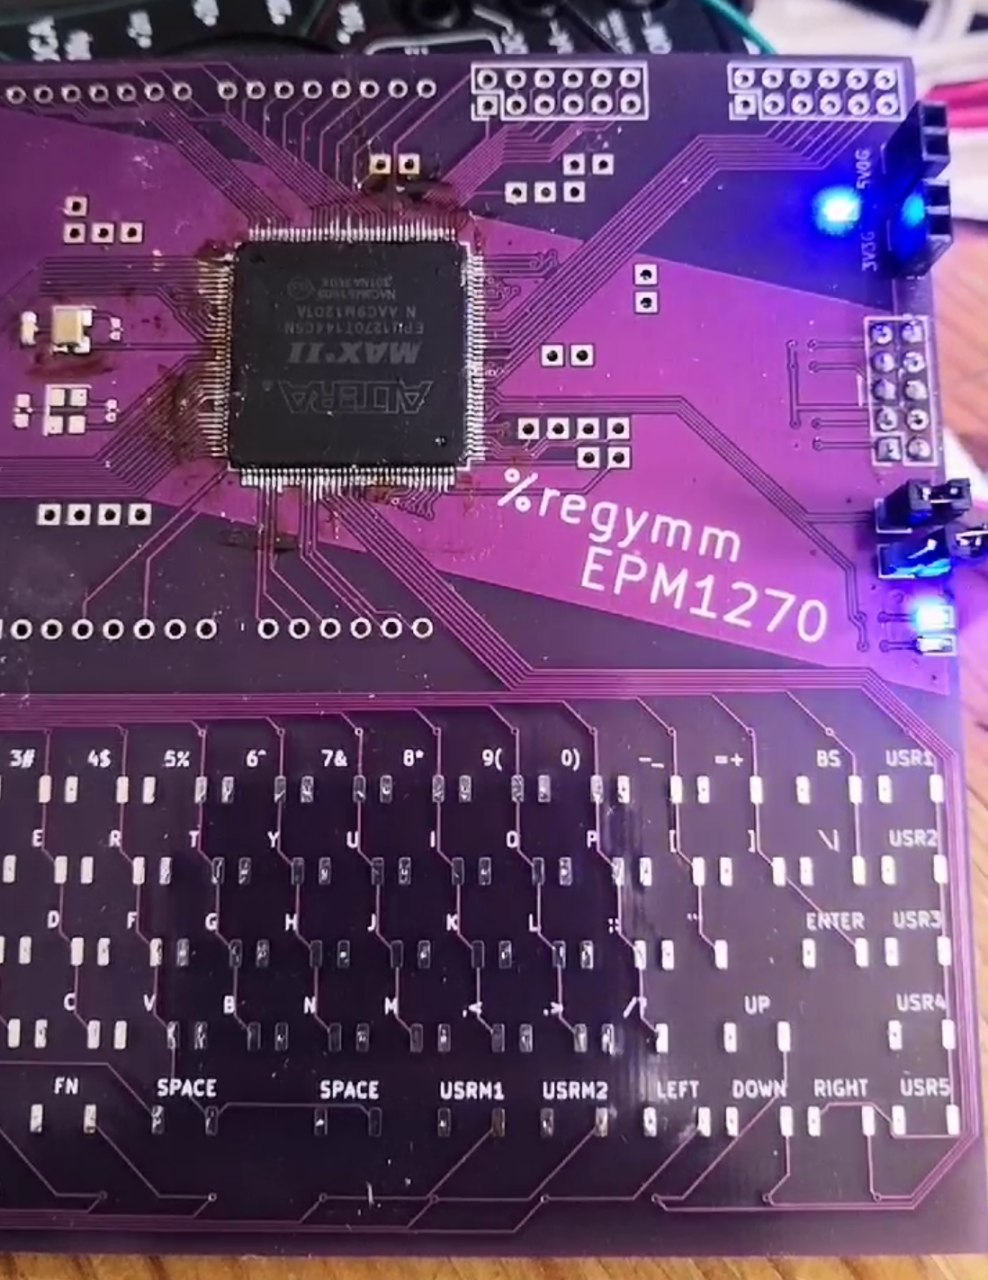 5V0G
3V3G
ALTERA
MAX II
EPM1270T144C5N
N AAC9M1201A
%regymm
EPM1270
3# 4$ 5% 6^ 7& 8* 9( 0) -_ =+ BS USR1
E R T Y U I O P [ ] \| USR2
D F G H J K L ;: '" ENTER USR3
C V B N M ,< .> /? UP USR4
FN SPACE SPACE USRM1 USRM2 LEFT DOWN RIGHT USR5